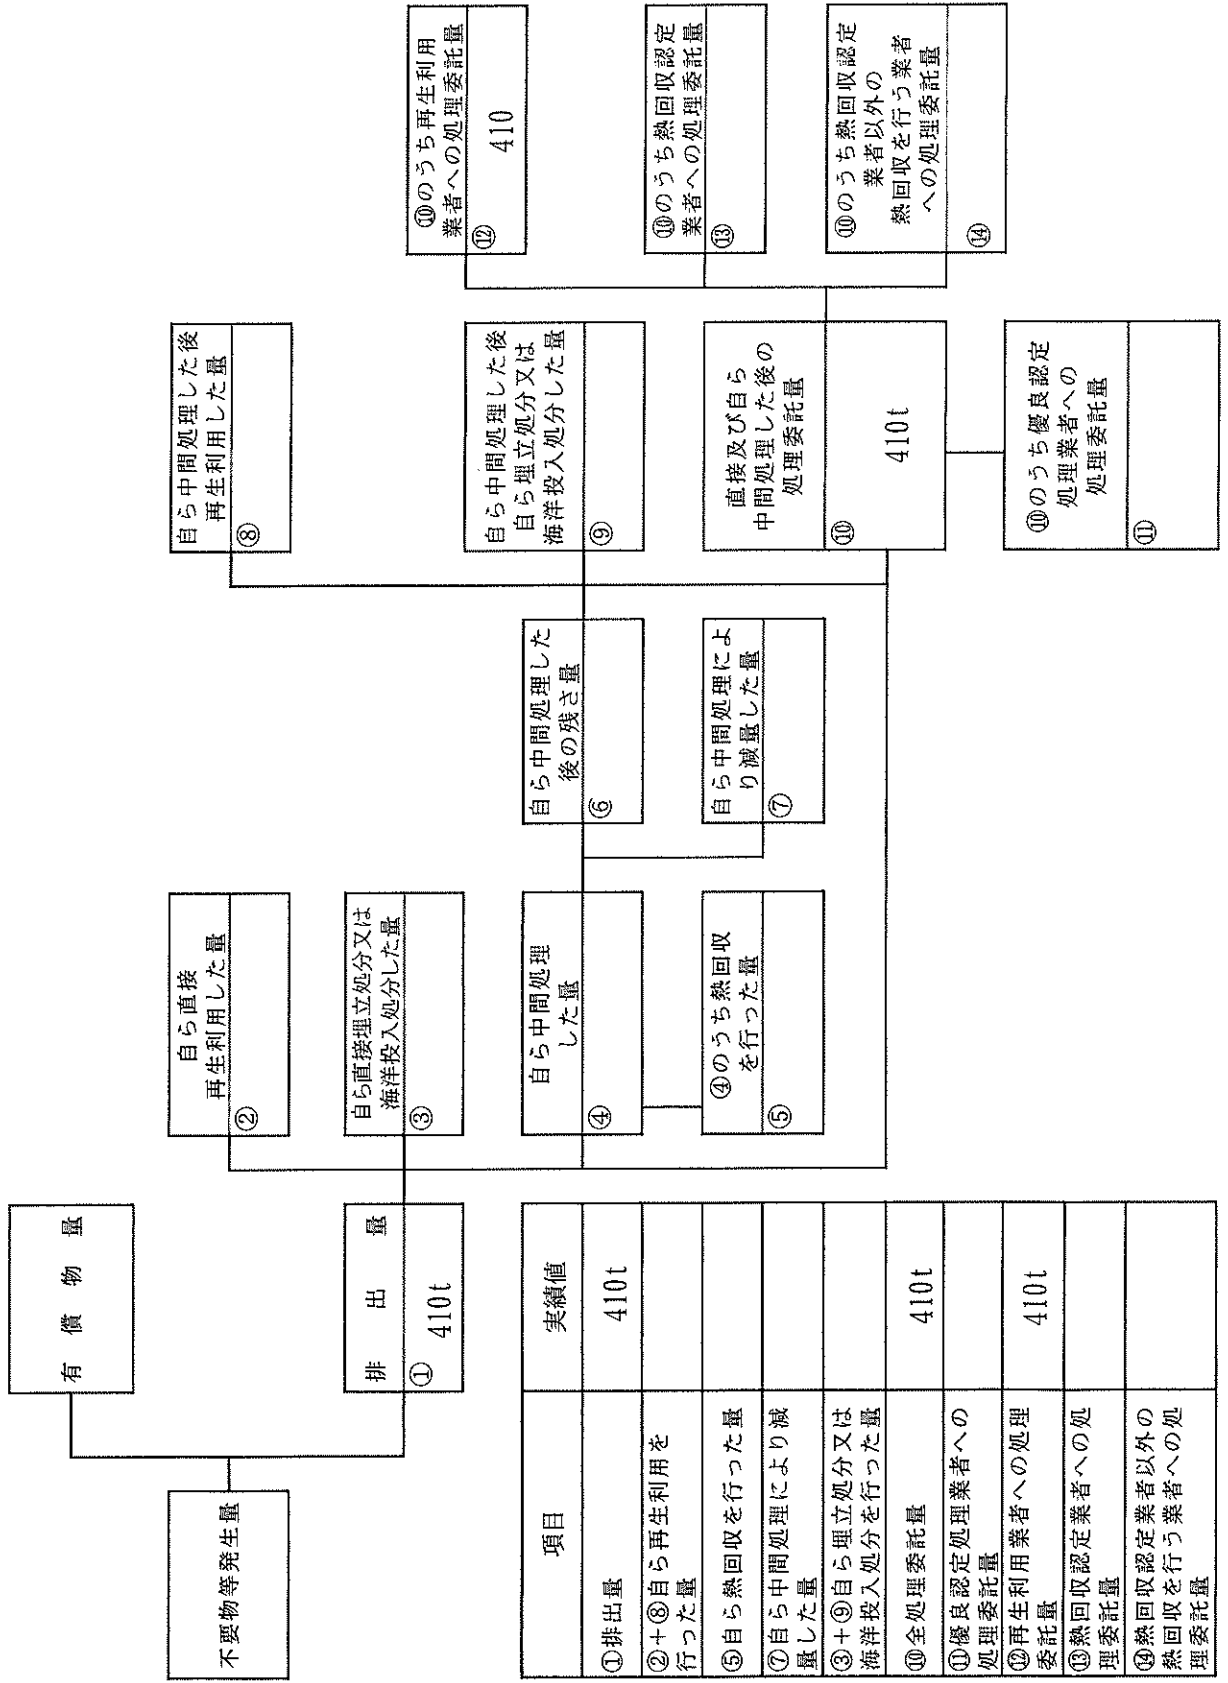 不要物等発生量
有償物量
排出量
① 410t
自ら直接
再生利用した量
②
自ら直接埋立処分又は
海洋投入処分した量
③
自ら中間処理
した量
④
④のうち熱回収
を行った量
⑤
自ら中間処理した
後の残さ量
⑥
自ら中間処理によ
り減量した量
⑦
自ら中間処理した後
再生利用した量
⑧
自ら中間処理した後
自ら埋立処分又は
海洋投入処分した量
⑨
直接及び自ら
中間処理した後の
処理委託量
⑩ 410t
⑩のうち優良認定
処理業者への
処理委託量
⑪
⑩のうち再生利用
業者への処理委託量
⑫ 410
⑩のうち熱回収認定
業者への処理委託量
⑬
⑩のうち熱回収認定
業者以外の
熱回収を行う業者
への処理委託量
⑭
項目 実績値
①排出量 410t
②+⑧自ら再生利用を
行った量
⑤自ら熱回収を行った量
⑦自ら中間処理により減
量した量
③+⑨自ら埋立処分又は
海洋投入処分を行った量
⑩全処理委託量 410t
⑪優良認定処理業者への
処理委託量
⑫再生利用業者への処理
委託量 410t
⑬熱回収認定業者への処
理委託量
⑭熱回収認定業者以外の
熱回収を行う業者への処
理委託量